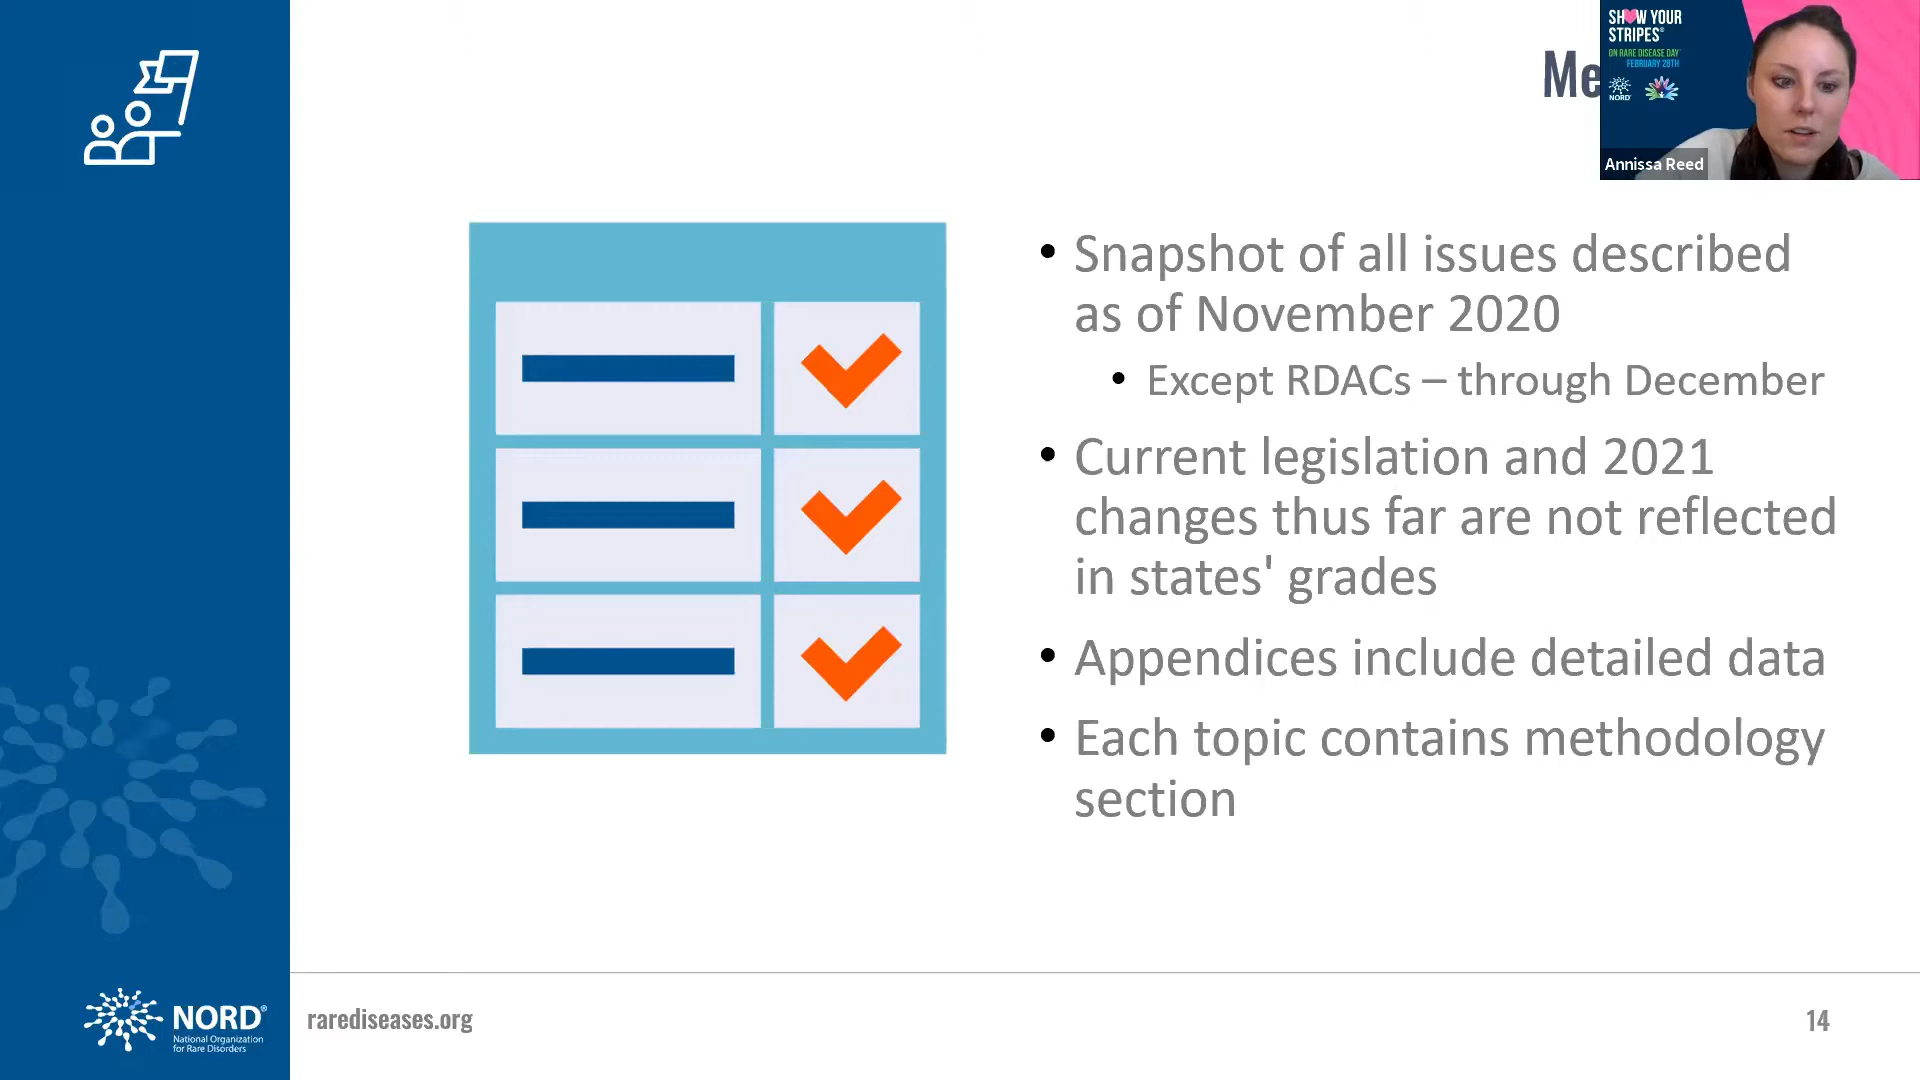 Me
SHOW YOUR
STRIPES®
ON RARE DISEASE DAY
FEBRUARY 28TH
NORD
Annissa Reed
• Snapshot of all issues described
as of November 2020
• Except RDACs – through December
• Current legislation and 2021
changes thus far are not reflected
in states' grades
• Appendices include detailed data
• Each topic contains methodology
section
NORD®
National Organization
for Rare Disorders
rarediseases.org
14